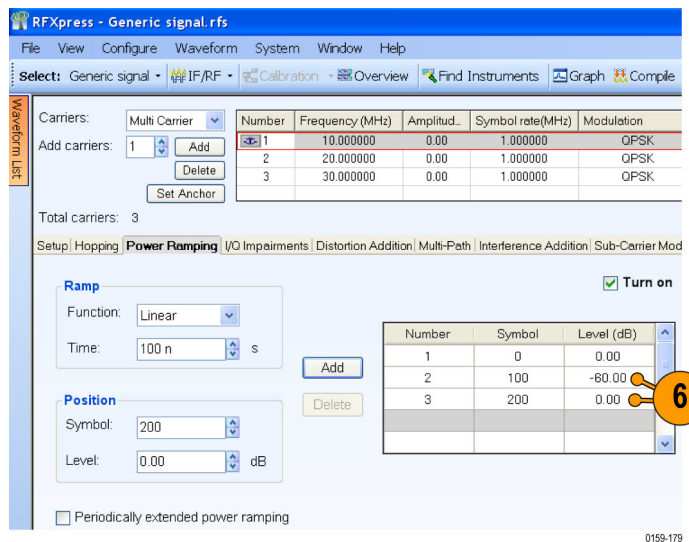 RFXpress - Generic signal.rfs
File View Configure Waveform System Window Help
Select: Generic signal IF/RF Calibration Overview Find Instruments Graph Compile
Waveform List
Carriers: Multi Carrier
Add carriers: 1 Add
Delete
Set Anchor
Total carriers: 3
Number Frequency (MHz) Amplitud_ Symbol rate(MHz) Modulation
1 10.000000 0.00 1.000000 QPSK
2 20.000000 0.00 1.000000 QPSK
3 30.000000 0.00 1.000000 QPSK
Setup Hopping Power Ramping I/Q Impairments Distortion Addition Multi-Path Interference Addition Sub-Carrier Mod
Ramp
Function: Linear
Time: 100 n s
Position
Symbol: 200
Level: 0.00 dB
Add
Delete
Turn on
Number Symbol Level (dB)
1 0 0.00
2 100 -60.00
3 200 0.00
6
Periodically extended power ramping
0159-179